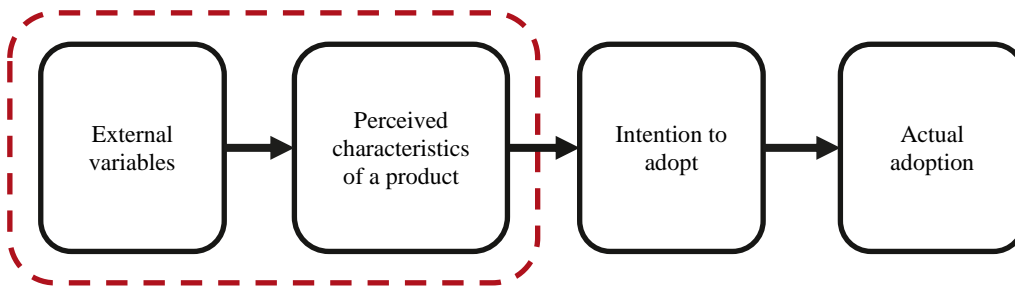 External
variables
Perceived
characteristics
of a product
Intention to
adopt
Actual
adoption